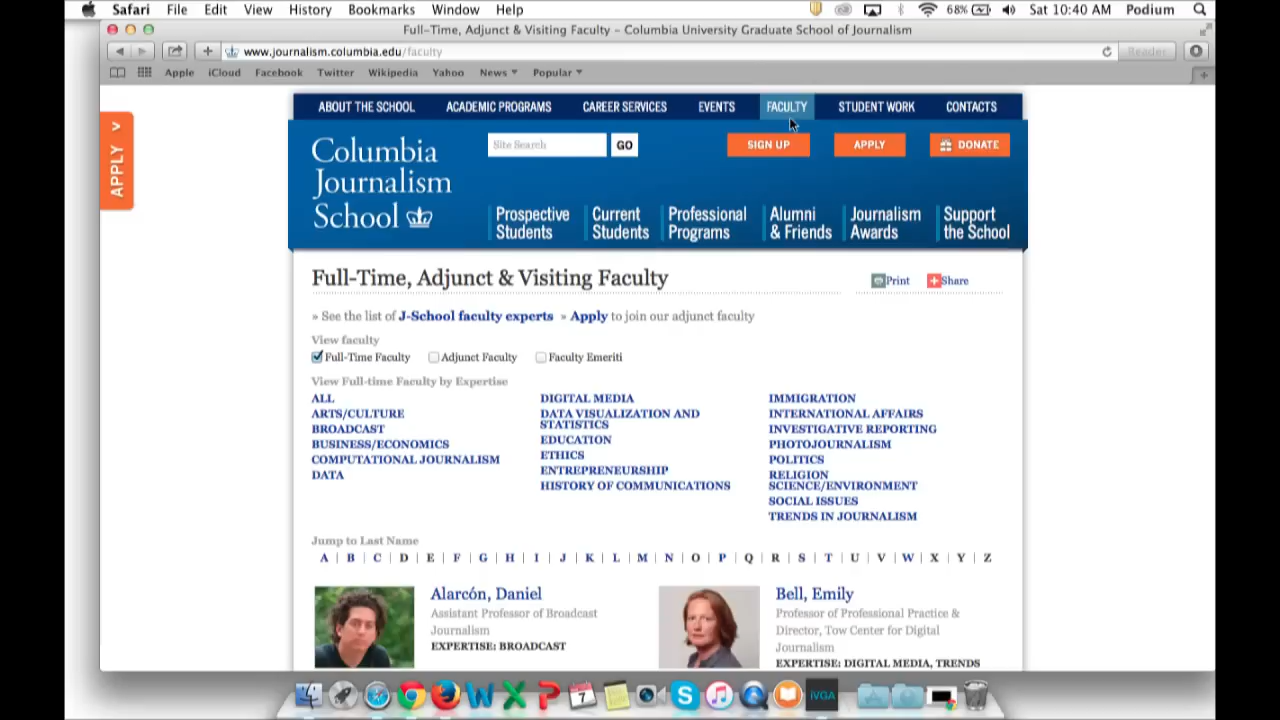 Safari File Edit View History Bookmarks Window Help 68% Sat 10:40 AM Podium
Full-Time, Adjunct & Visiting Faculty – Columbia University Graduate School of Journalism
www.journalism.columbia.edu/faculty Reader
Apple iCloud Facebook Twitter Wikipedia Yahoo News Popular
ABOUT THE SCHOOL ACADEMIC PROGRAMS CAREER SERVICES EVENTS FACULTY STUDENT WORK CONTACTS
APPLY >
Columbia
Journalism
School
Site Search GO SIGN UP APPLY DONATE
Prospective
Students
Current
Students
Professional
Programs
Alumni
& Friends
Journalism
Awards
Support
the School
Full-Time, Adjunct & Visiting Faculty
Print Share
» See the list of J-School faculty experts » Apply to join our adjunct faculty
View faculty
Full-Time Faculty Adjunct Faculty Faculty Emeriti
View Full-time Faculty by Expertise
ALL
ARTS/CULTURE
BROADCAST
BUSINESS/ECONOMICS
COMPUTATIONAL JOURNALISM
DATA
DIGITAL MEDIA
DATA VISUALIZATION AND
STATISTICS
EDUCATION
ETHICS
ENTREPRENEURSHIP
HISTORY OF COMMUNICATIONS
IMMIGRATION
INTERNATIONAL AFFAIRS
INVESTIGATIVE REPORTING
PHOTOJOURNALISM
POLITICS
RELIGION
SCIENCE/ENVIRONMENT
SOCIAL ISSUES
TRENDS IN JOURNALISM
Jump to Last Name
A | B | C | D | E | F | G | H | I | J | K | L | M | N | O | P | Q | R | S | T | U | V | W | X | Y | Z
Alarcón, Daniel
Assistant Professor of Broadcast
Journalism
EXPERTISE: BROADCAST
Bell, Emily
Professor of Professional Practice &
Director, Tow Center for Digital
Journalism
EXPERTISE: DIGITAL MEDIA, TRENDS
7
iVGA